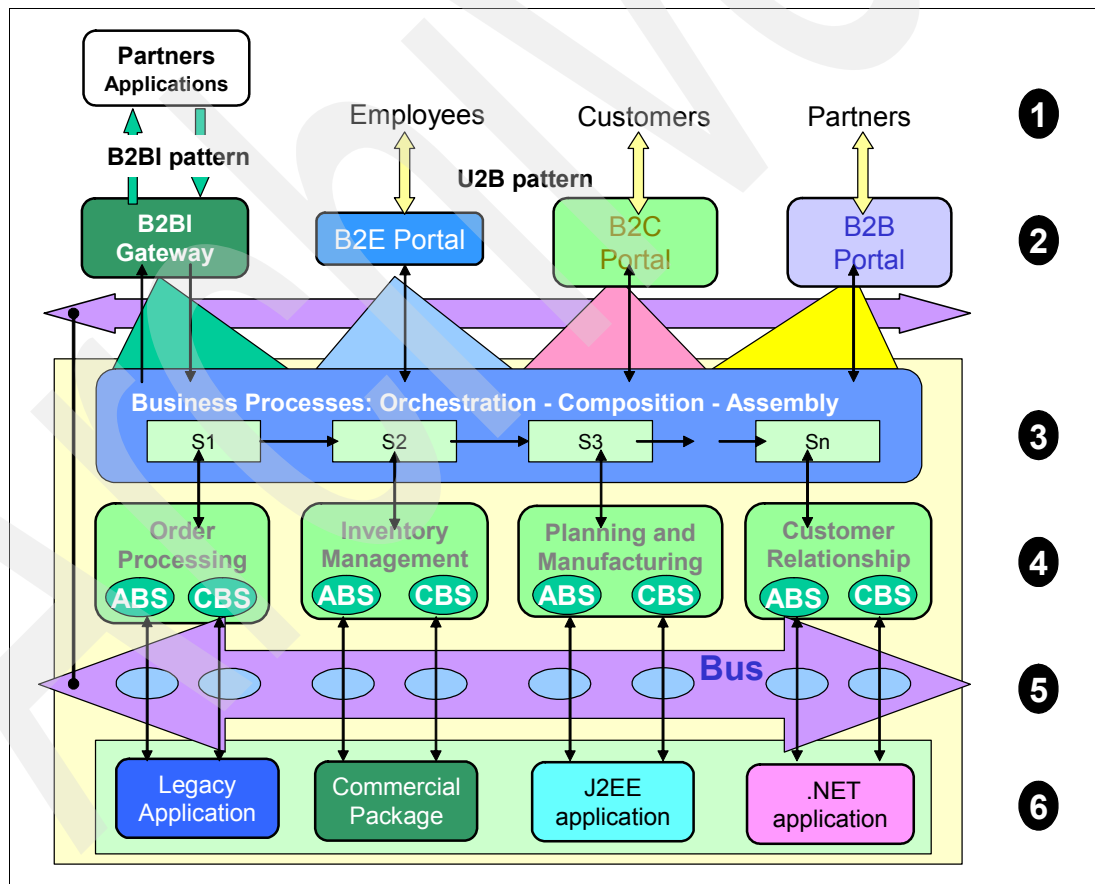 Partners
Applications
Employees
Customers
Partners
1
B2BI pattern
U2B pattern
B2BI
Gateway
B2E Portal
B2C
Portal
B2B
Portal
2
Business Processes: Orchestration - Composition - Assembly
S1
S2
S3
Sn
3
Order
Processing
ABS
CBS
Inventory
Management
ABS
CBS
Planning and
Manufacturing
ABS
CBS
Customer
Relationship
ABS
CBS
4
Bus
5
Legacy
Application
Commercial
Package
J2EE
application
.NET
application
6